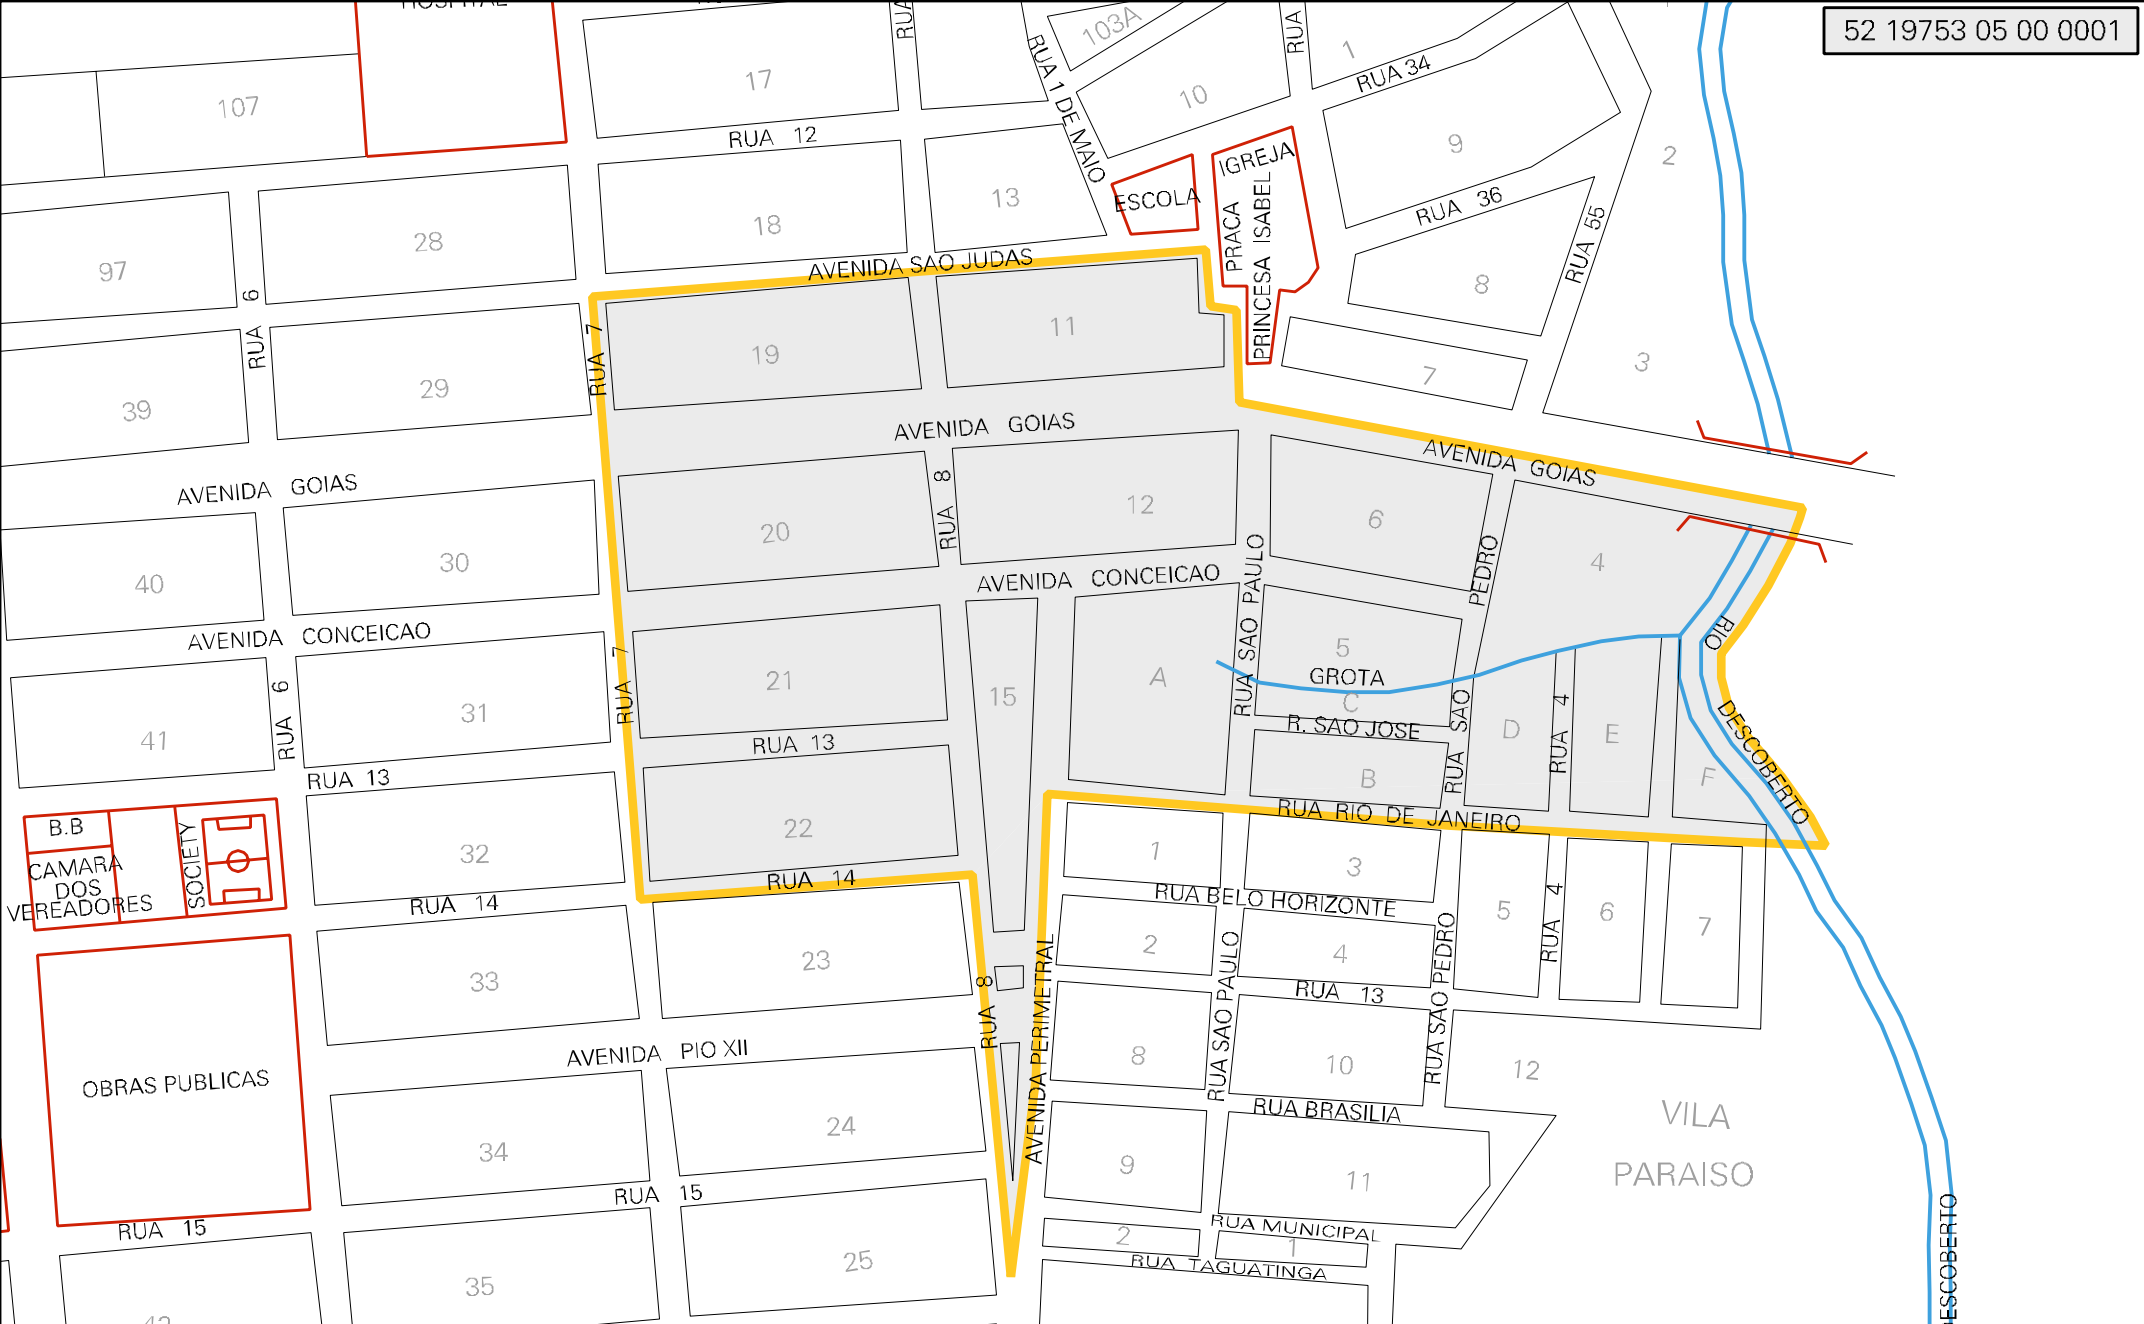 HOSPITAL
RUA
103A
RUA
1
52 19753 05 00 0001
107
17
RUA 1 DE MAIO
10
RUA 34
2
RUA 12
9
IGREJA
ESCOLA
PRACA
PRINCESA ISABEL
97
28
18
13
RUA 36
RUA 55
AVENIDA SAO JUDAS
8
RUA 6
RUA 7
19
11
7
3
39
29
AVENIDA GOIAS
AVENIDA GOIAS
AVENIDA GOIAS
RUA 8
20
12
6
4
40
30
RUA SAO PAULO
RUA SAO PEDRO
AVENIDA CONCEICAO
AVENIDA CONCEICAO
RIO DESCOBERTO
41
RUA 6
31
RUA 7
21
15
A
5
GROTA
C
R. SAO JOSE
D
RUA 4
E
F
RUA 13
RUA 13
B
B.B
CAMARA
DOS
VEREADORES
SOCIETY
32
22
RUA RIO DE JANEIRO
1
3
RUA 14
RUA 14
RUA BELO HORIZONTE
5
RUA 4
6
7
33
23
RUA 8
AVENIDA PERIMETRAL
2
RUA SAO PAULO
4
RUA SAO PEDRO
RUA 13
OBRAS PUBLICAS
AVENIDA PIO XII
8
10
12
34
24
RUA BRASILIA
VILA
PARAISO
9
11
RUA 15
RUA 15
RUA MUNICIPAL
2
1
RUA TAGUATINGA
35
25
DESCOBERTO